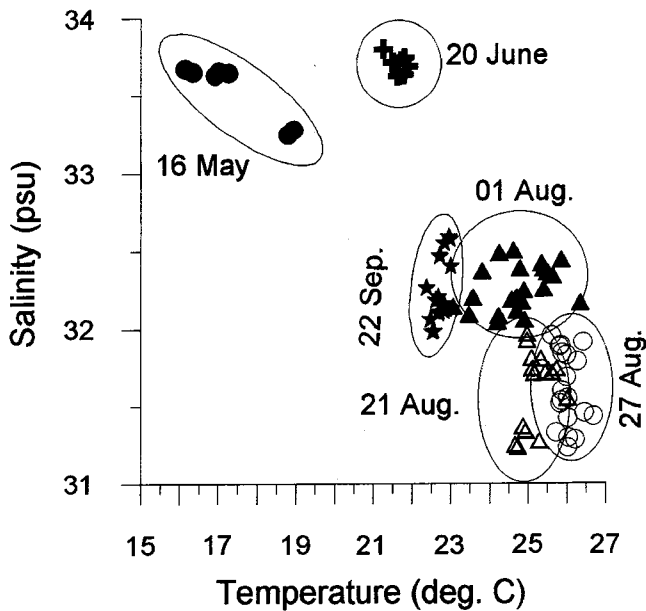 34
20 June
Salinity (psu)
33
16 May
01 Aug.
22 Sep.
32
21 Aug.
27 Aug.
31
15 17 19 21 23 25 27
Temperature (deg. C)